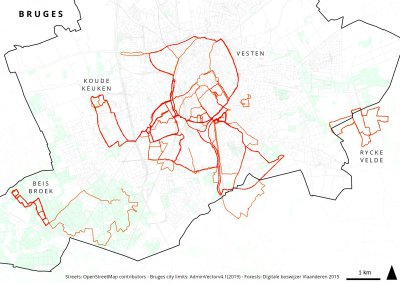 BRUGES
VESTEN
KOUDE
KEUKEN
RYCKE
VELDE
BEIS
BROEK
1 km
Streets: OpenStreetMap contributors - Bruges city limits: AdminVectorv4.1(2019) - Forests: Digitale boswijzer Vlaanderen 2015